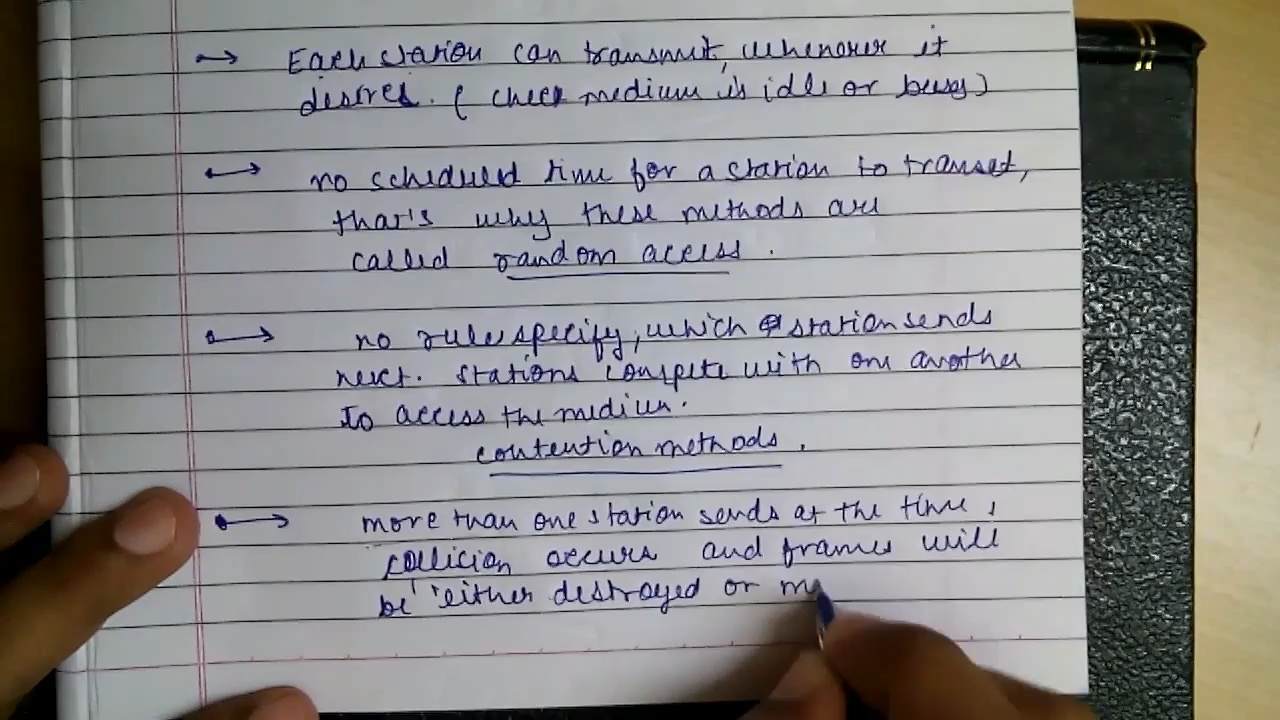 → Each station can transmit, whenever it
desires. ( check medium is idle or busy)
→ no scheduled time for a station to transet,
that's why these methods are
called random access.
→ no rules specify, which station sends
next. stations compete with one another
to access the medium.
contention methods.
→ more than one station sends at the time,
collicion occurs and frames will
be either destroyed or m